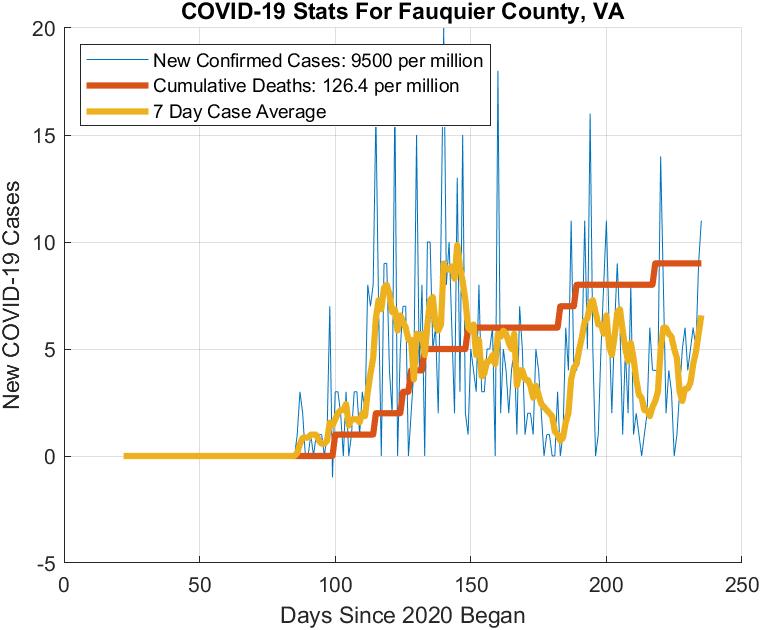 COVID-19 Stats For Fauquier County, VA
New Confirmed Cases: 9500 per million
Cumulative Deaths: 126.4 per million
7 Day Case Average
New COVID-19 Cases
20
15
10
5
0
-5
0 50 100 150 200 250
Days Since 2020 Began